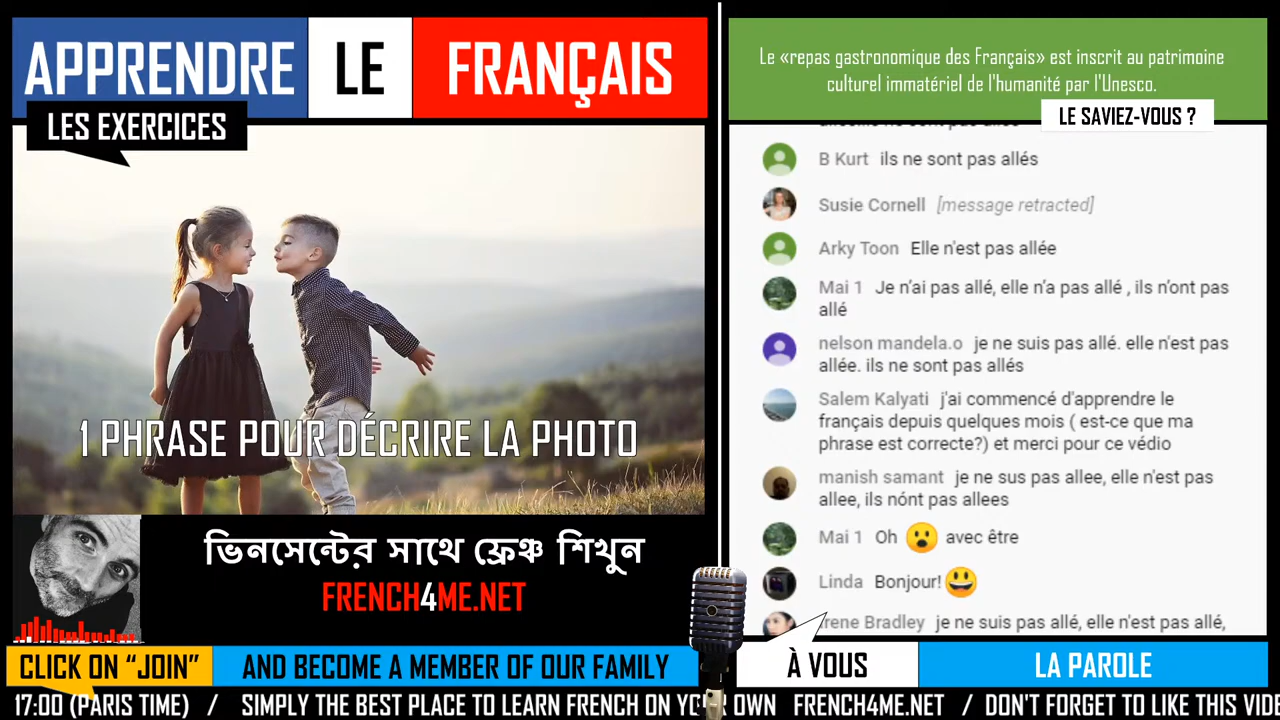 APPRENDRE LE FRANÇAIS
LES EXERCICES
1 PHRASE POUR DÉCRIRE LA PHOTO
ভিনসেন্টের সাথে ফ্রেঞ্চ শিখুন
FRENCH4ME.NET
CLICK ON “JOIN” AND BECOME A MEMBER OF OUR FAMILY
Le «repas gastronomique des Français» est inscrit au patrimoine
culturel immatériel de l'humanité par l'Unesco.
LE SAVIEZ-VOUS ?
B Kurt ils ne sont pas allés
Susie Cornell [message retracted]
Arky Toon Elle n'est pas allée
Mai 1 Je n’ai pas allé, elle n’a pas allé , ils n’ont pas
allé
nelson mandela.o je ne suis pas allé. elle n'est pas
allée. ils ne sont pas allés
Salem Kalyati j'ai commencé d'apprendre le
français depuis quelques mois ( est-ce que ma
phrase est correcte?) et merci pour ce védio
manish samant je ne sus pas allee, elle n'est pas
allee, ils nónt pas allees
Mai 1 Oh 😮 avec être
Linda Bonjour! 😃
Irene Bradley je ne suis pas allé, elle n'est pas allé,
À VOUS LA PAROLE
17:00 (PARIS TIME) / SIMPLY THE BEST PLACE TO LEARN FRENCH ON YOUR OWN FRENCH4ME.NET / DON'T FORGET TO LIKE THIS